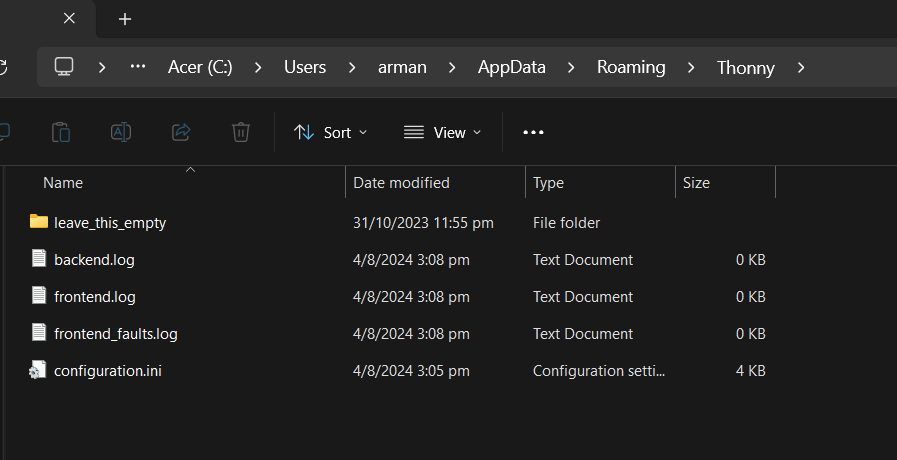 Acer (C:) Users arman AppData Roaming Thonny
Sort View
Name Date modified Type Size
leave_this_empty 31/10/2023 11:55 pm File folder
backend.log 4/8/2024 3:08 pm Text Document 0 KB
frontend.log 4/8/2024 3:08 pm Text Document 0 KB
frontend_faults.log 4/8/2024 3:08 pm Text Document 0 KB
configuration.ini 4/8/2024 3:05 pm Configuration setti... 4 KB